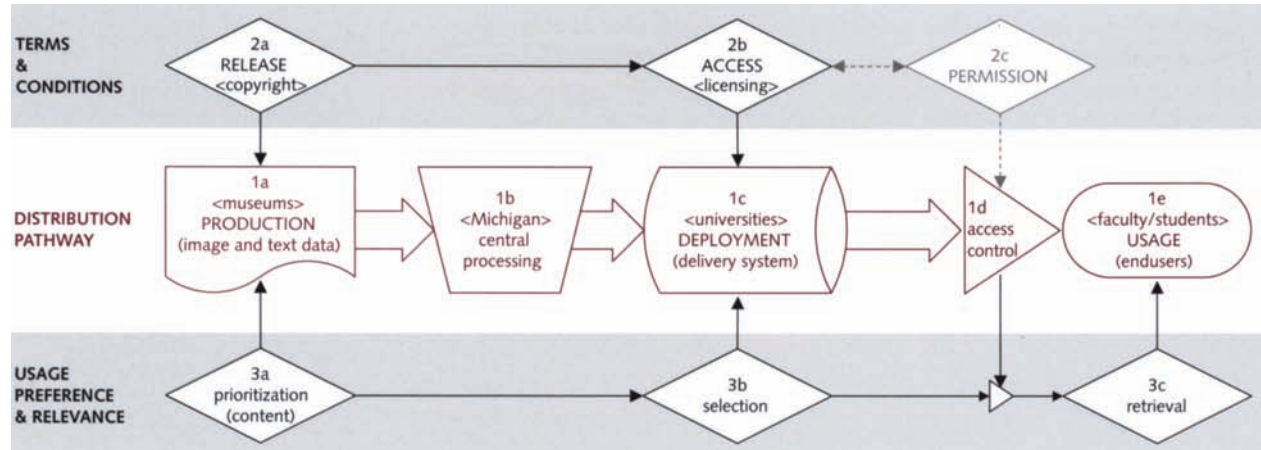 TERMS
&
CONDITIONS
2a
RELEASE
<copyright>
2b
ACCESS
<licensing>
2c
PERMISSION
DISTRIBUTION
PATHWAY
1a
<museums>
PRODUCTION
(image and text data)
1b
<Michigan>
central
processing
1c
<universities>
DEPLOYMENT
(delivery system)
1d
access
control
1e
<faculty/students>
USAGE
(endusers)
USAGE
PREFERENCE
& RELEVANCE
3a
prioritization
(content)
3b
selection
3c
retrieval